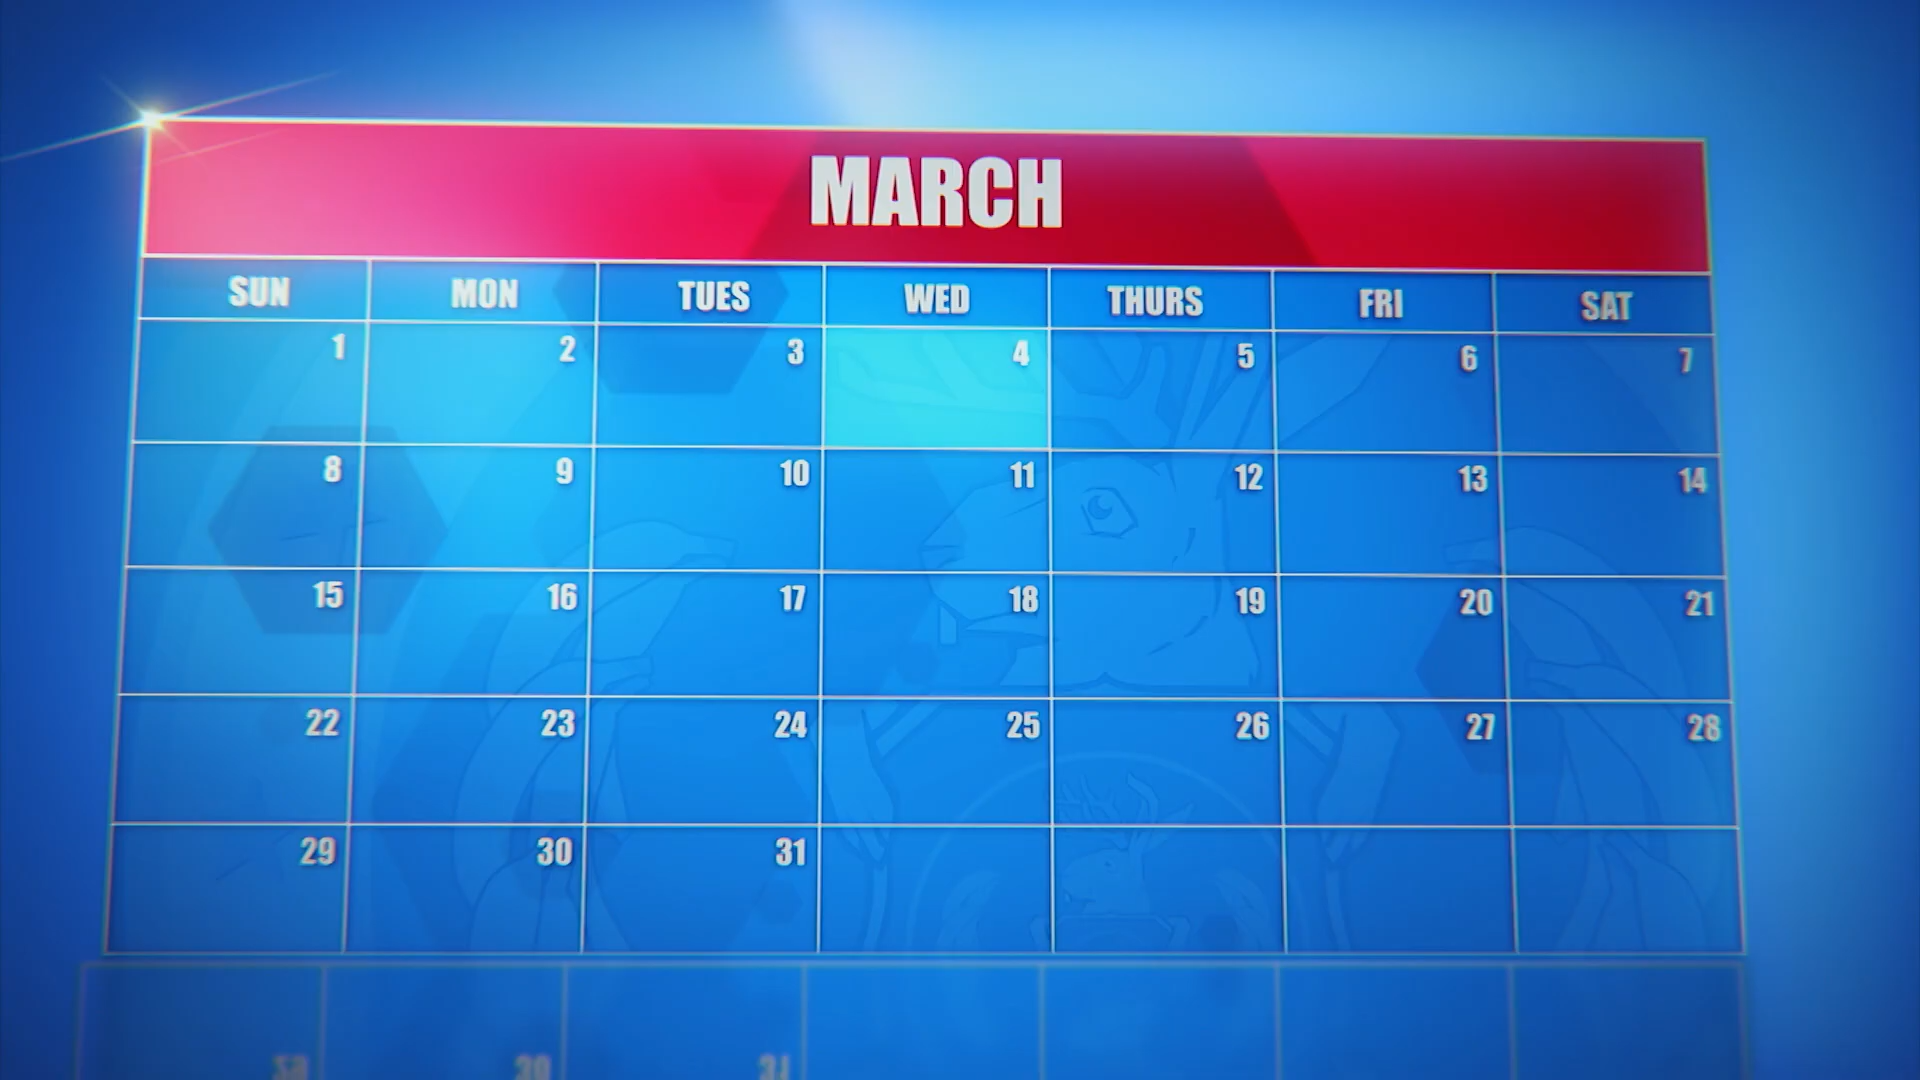 MARCH
SUN MON TUES WED THURS FRI SAT
1 2 3 4 5 6 7
8 9 10 11 12 13 14
15 16 17 18 19 20 21
22 23 24 25 26 27 28
29 30 31